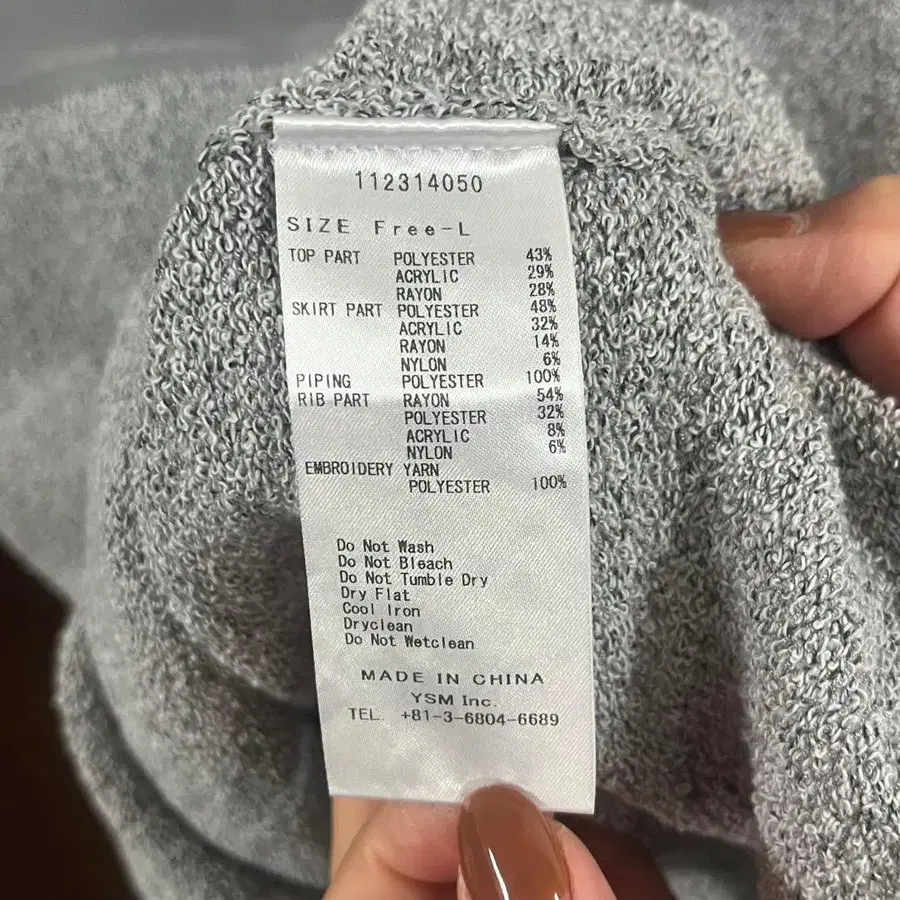 112314050
SIZE Free-L
TOP PART POLYESTER 43%
ACRYLIC 29%
RAYON 28%
SKIRT PART POLYESTER 48%
ACRYLIC 32%
RAYON 14%
NYLON 6%
PIPING POLYESTER 100%
RIB PART RAYON 54%
POLYESTER 32%
ACRYLIC 8%
NYLON 6%
EMBROIDERY YARN
POLYESTER 100%
Do Not Wash
Do Not Bleach
Do Not Tumble Dry
Dry Flat
Cool Iron
Dryclean
Do Not Wetclean
MADE IN CHINA
YSM Inc.
TEL. +81-3-6804-6689